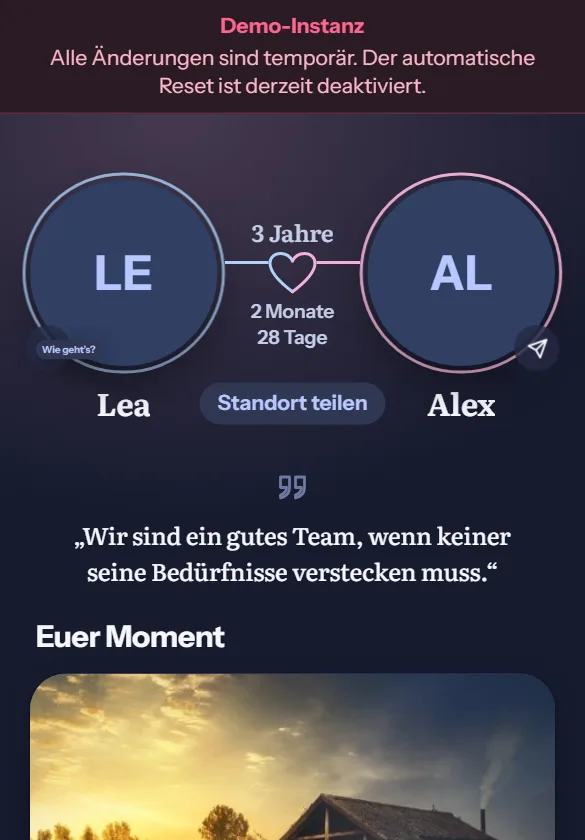 Demo-Instanz
Alle Änderungen sind temporär. Der automatische
Reset ist derzeit deaktiviert.
LE
3 Jahre
AL
2 Monate
28 Tage
Wie geht's?
Lea
Standort teilen
Alex
„Wir sind ein gutes Team, wenn keiner
seine Bedürfnisse verstecken muss.“
Euer Moment